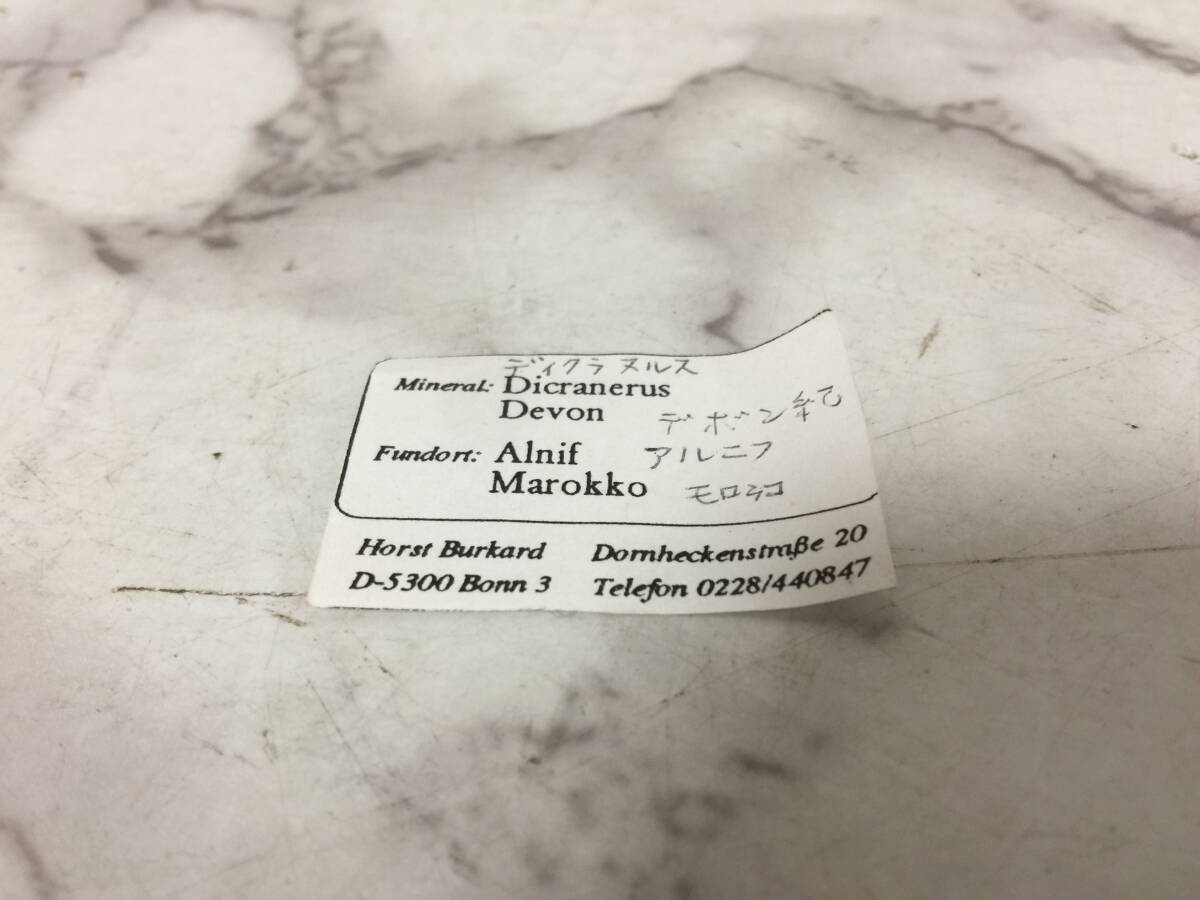 ディクラヌルス
Mineral: Dicranerus
Devon デボン紀
Fundort: Alnif アルニフ
Marokko モロッコ
Horst Burkard Dornheckenstraße 20
D-5300 Bonn 3 Telefon 0228/440847